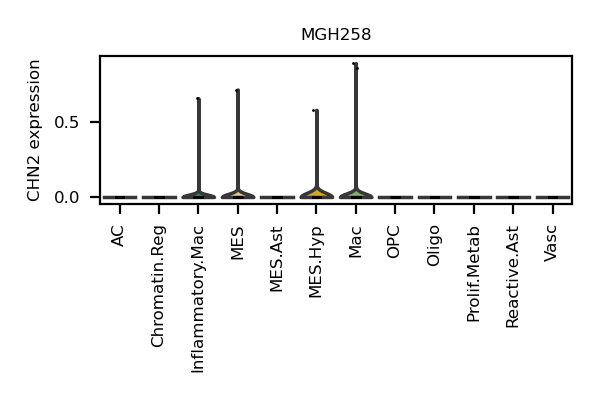 MGH258
CHN2 expression
0.5
0.0
AC
Chromatin.Reg
Inflammatory.Mac
MES
MES.Ast
MES.Hyp
Mac
OPC
Oligo
Prolif.Metab
Reactive.Ast
Vasc